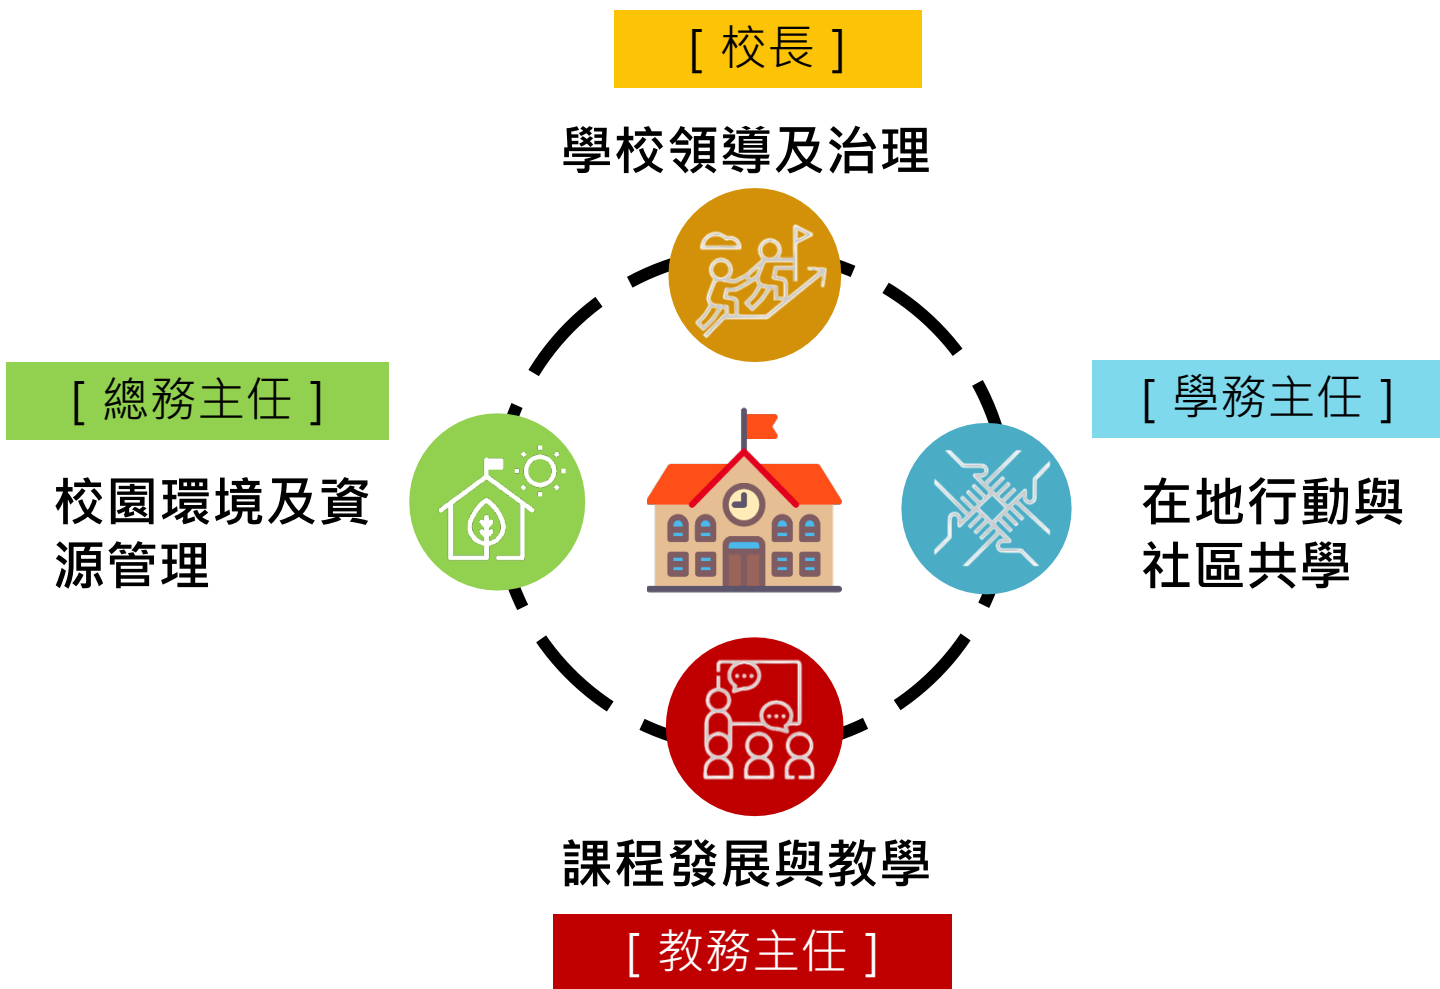 [ 校長 ]
學校領導及治理
[ 總務主任 ]
校園環境及資
源管理
[ 學務主任 ]
在地行動與
社區共學
課程發展與教學
[ 教務主任 ]